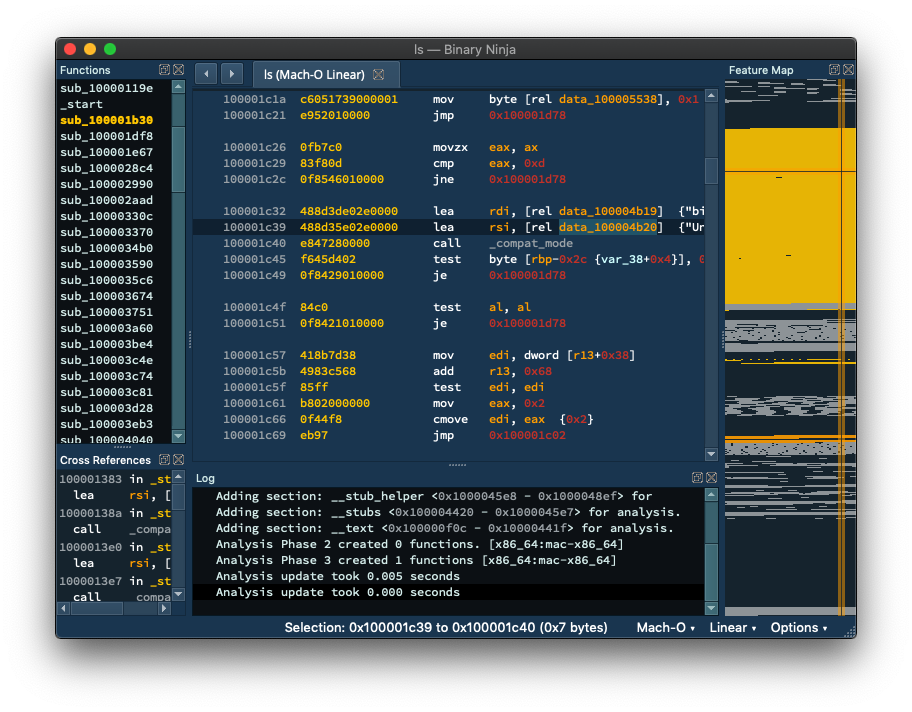 ls — Binary Ninja
Functions
sub_10000119e
_start
sub_100001b30
sub_100001df8
sub_100001e67
sub_1000028c4
sub_100002990
sub_100002aad
sub_10000330c
sub_100003370
sub_1000034b0
sub_100003590
sub_1000035c6
sub_100003674
sub_100003751
sub_100003a60
sub_100003be4
sub_100003c4e
sub_100003c74
sub_100003c81
sub_100003d28
sub_100003eb3
sub_100004040
Cross References
100001383 in _st
lea rsi, [
10000138a in _st
call _compa
1000013e0 in _st
lea rsi, [
1000013e7 in _st
call _compa
ls (Mach-O Linear)
100001c1a c6051739000001 mov byte [rel data_100005538], 0x1
100001c21 e952010000 jmp 0x100001d78
100001c26 0fb7c0 movzx eax, ax
100001c29 83f80d cmp eax, 0xd
100001c2c 0f8546010000 jne 0x100001d78
100001c32 488d3de02e0000 lea rdi, [rel data_100004b19] {"bi
100001c39 488d35e02e0000 lea rsi, [rel data_100004b20] {"Un
100001c40 e847280000 call _compat_mode
100001c45 f645d402 test byte [rbp-0x2c {var_38+0x4}], 0
100001c49 0f8429010000 je 0x100001d78
100001c4f 84c0 test al, al
100001c51 0f8421010000 je 0x100001d78
100001c57 418b7d38 mov edi, dword [r13+0x38]
100001c5b 4983c568 add r13, 0x68
100001c5f 85ff test edi, edi
100001c61 b802000000 mov eax, 0x2
100001c66 0f44f8 cmove edi, eax {0x2}
100001c69 eb97 jmp 0x100001c02
Log
Adding section: __stub_helper <0x1000045e8 - 0x1000048ef> for
Adding section: __stubs <0x100004420 - 0x1000045e7> for analysis.
Adding section: __text <0x100000f0c - 0x10000441f> for analysis.
Analysis Phase 2 created 0 functions. [x86_64:mac-x86_64]
Analysis Phase 3 created 1 functions [x86_64:mac-x86_64]
Analysis update took 0.005 seconds
Analysis update took 0.000 seconds
Feature Map
Selection: 0x100001c39 to 0x100001c40 (0x7 bytes) Mach-O Linear Options